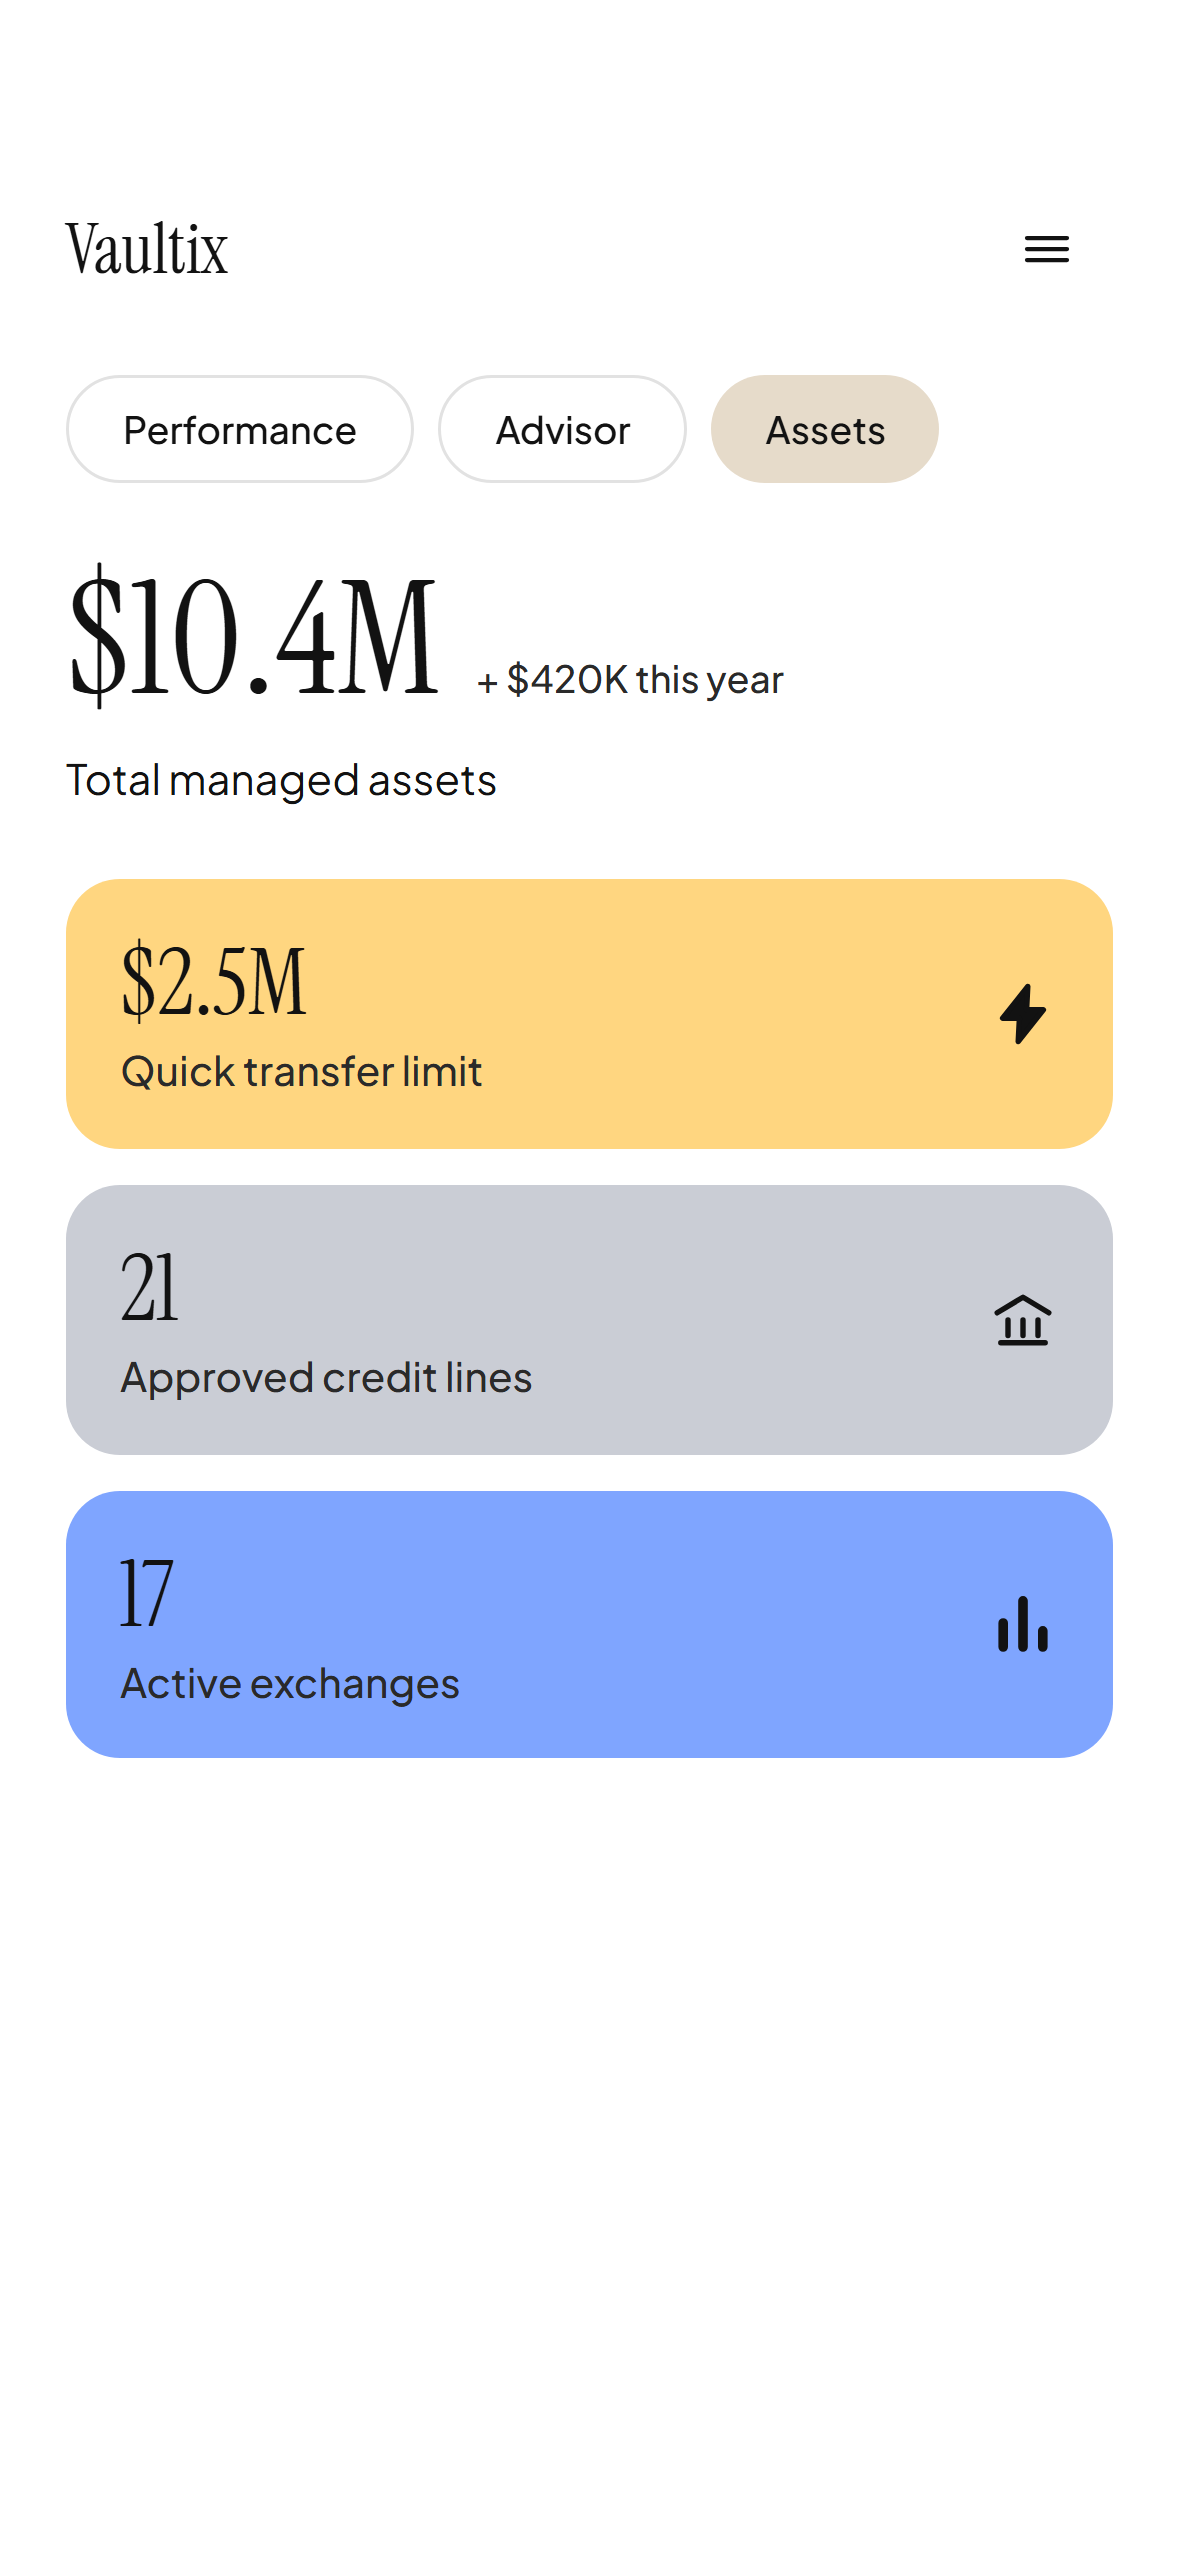 Vaultix
Performance
Advisor
Assets
$10.4M
+ $420K this year
Total managed assets
$2.5M
Quick transfer limit
21
Approved credit lines
17
Active exchanges